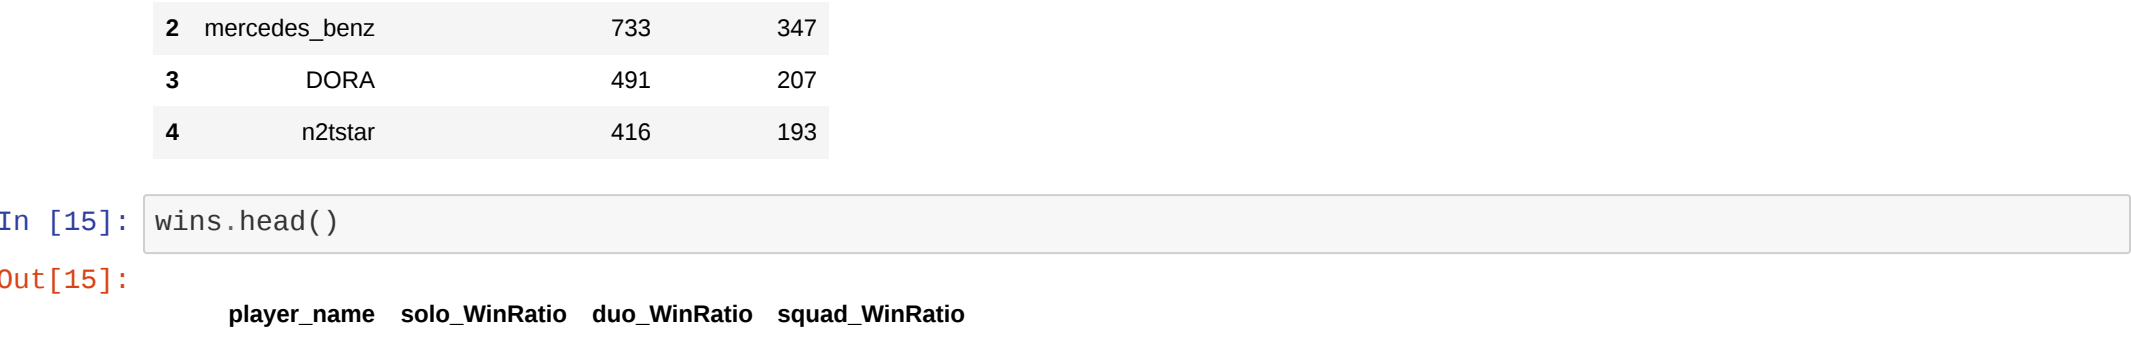 2 mercedes_benz 733 347
3 DORA 491 207
4 n2tstar 416 193
In [15]: wins.head()
Out[15]:
player_name solo_WinRatio duo_WinRatio squad_WinRatio